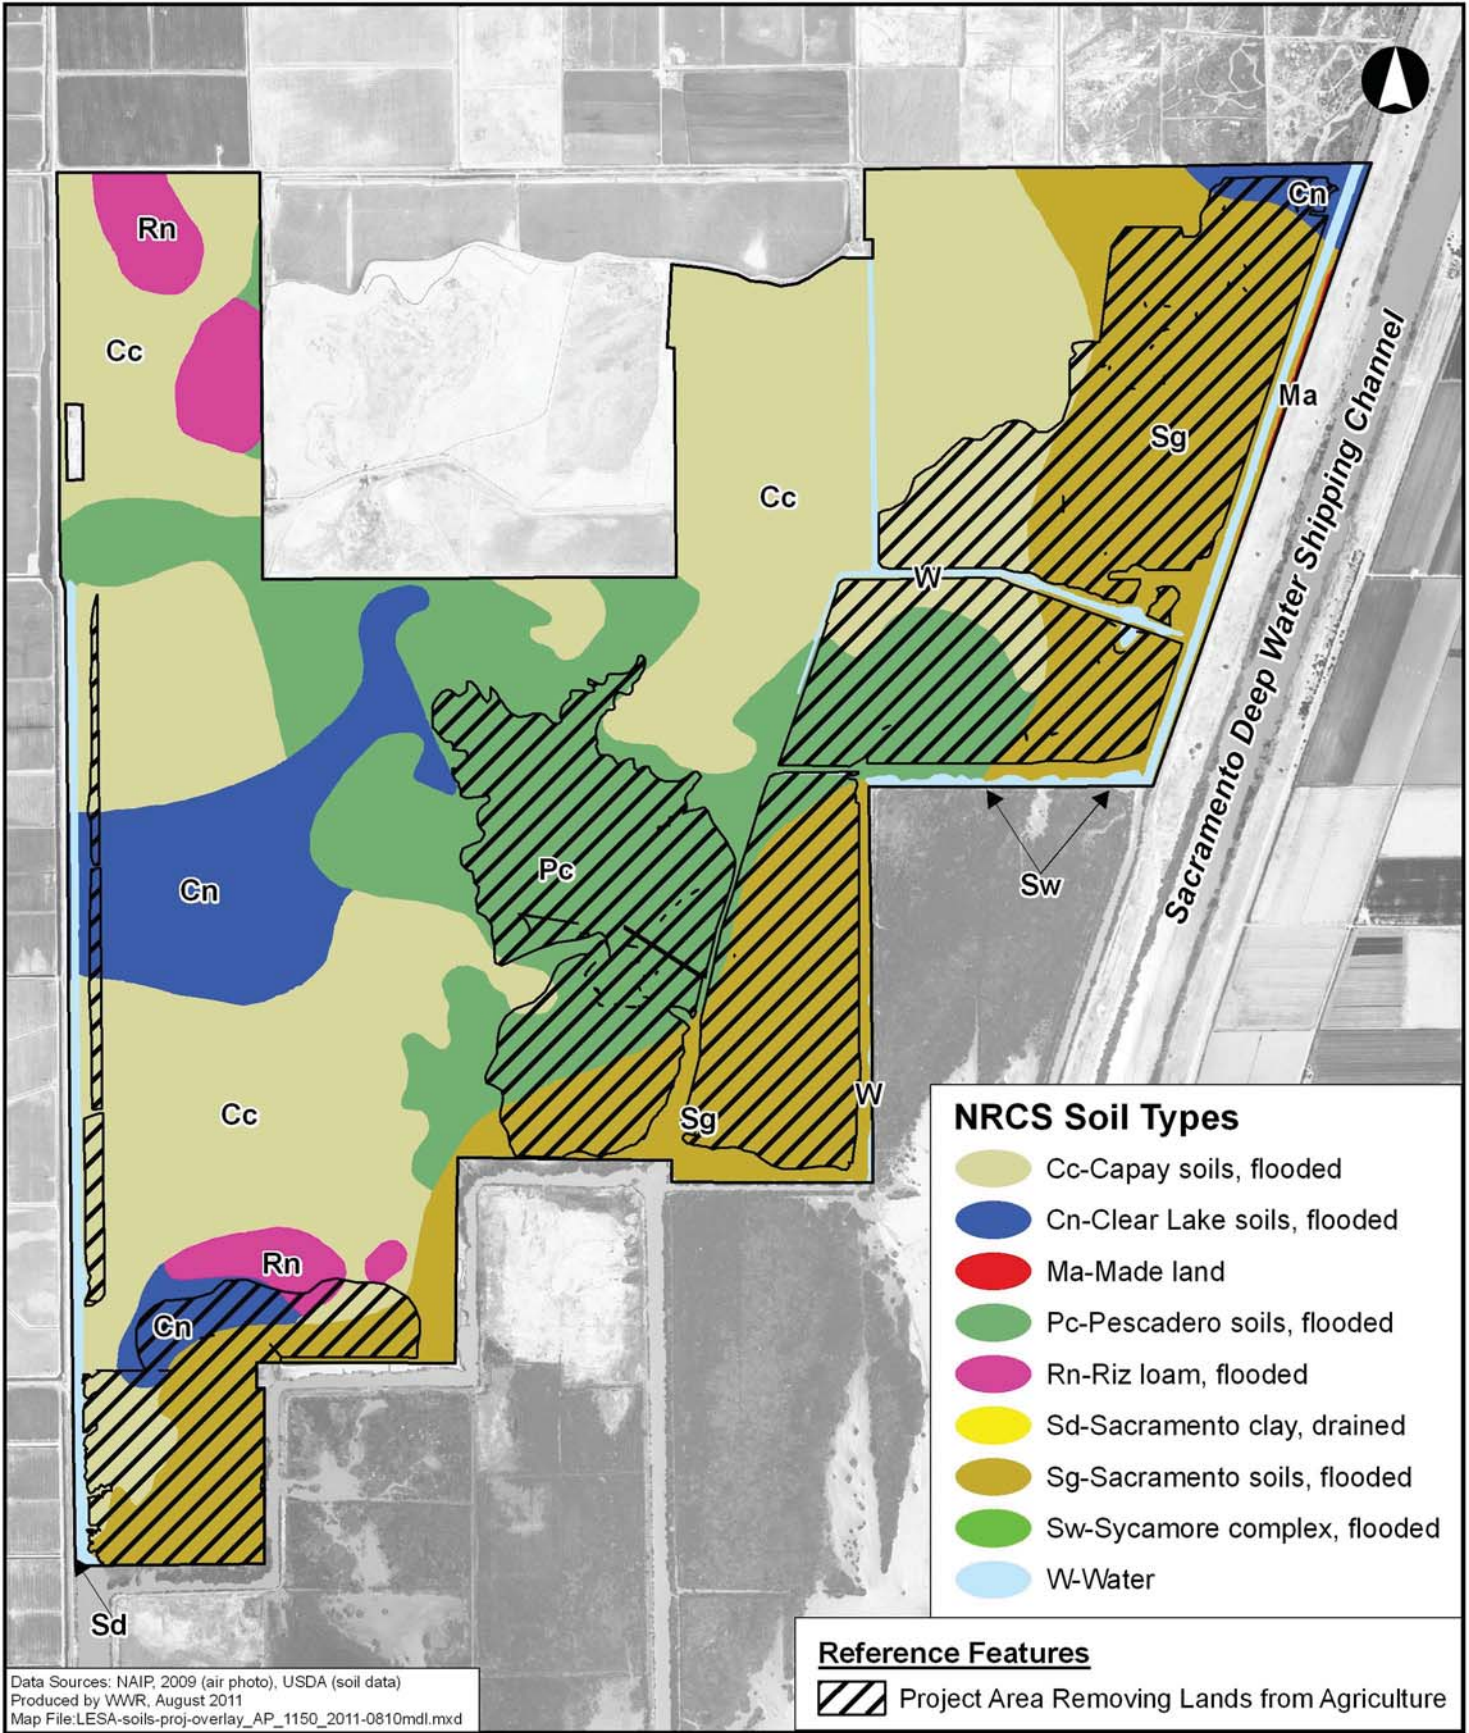 Rn
Cn
Cc
Ma
Sg
Cc
W
Sacramento Deep Water Shipping Channel
Pc
Sw
Cn
W
Cc
Sg
Rn
Cn
Sd
NRCS Soil Types
Cc-Capay soils, flooded
Cn-Clear Lake soils, flooded
Ma-Made land
Pc-Pescadero soils, flooded
Rn-Riz loam, flooded
Sd-Sacramento clay, drained
Sg-Sacramento soils, flooded
Sw-Sycamore complex, flooded
W-Water
Reference Features
Project Area Removing Lands from Agriculture
Data Sources: NAIP, 2009 (air photo), USDA (soil data)
Produced by WWR, August 2011
Map File:LESA-soils-proj-overlay_AP_1150_2011-0810mdl.mxd